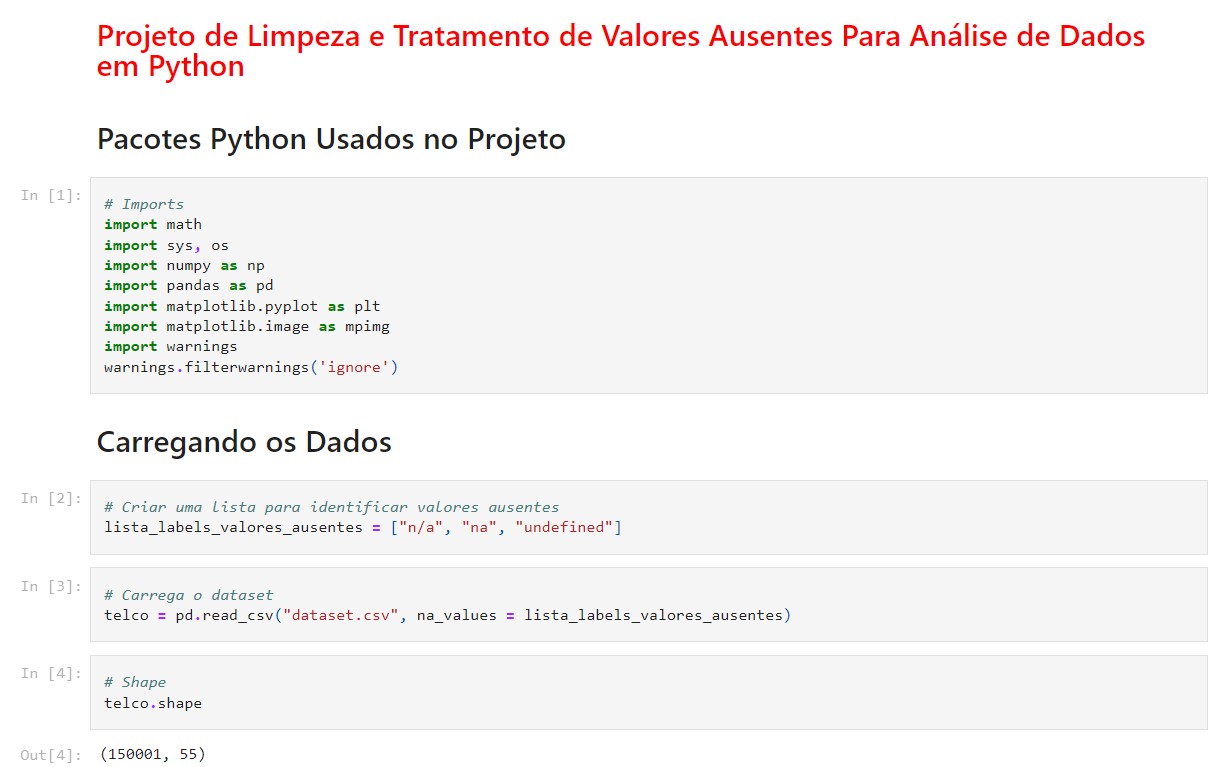 Projeto de Limpeza e Tratamento de Valores Ausentes Para Análise de Dados
em Python
Pacotes Python Usados no Projeto
In [1]:
# Imports
import math
import sys, os
import numpy as np
import pandas as pd
import matplotlib.pyplot as plt
import matplotlib.image as mpimg
import warnings
warnings.filterwarnings('ignore')
Carregando os Dados
In [2]:
# Criar uma lista para identificar valores ausentes
lista_labels_valores_ausentes = ["n/a", "na", "undefined"]
In [3]:
# Carrega o dataset
telco = pd.read_csv("dataset.csv", na_values = lista_labels_valores_ausentes)
In [4]:
# Shape
telco.shape
Out[4]: (150001, 55)